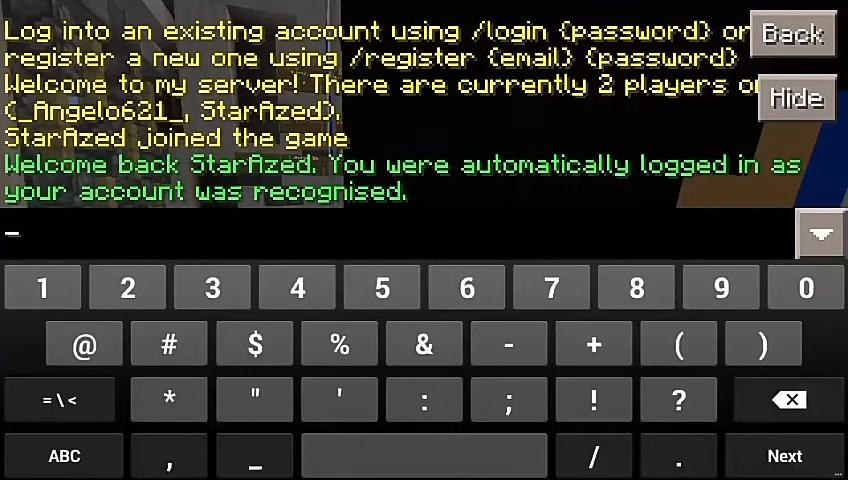 Log into an existing account using /login {password} or
Back
register a new one using /register {email} {password}
Welcome to my server! There are currently 2 players
Hide
(_Angelo621_, StarAzed).
StarAzed joined the game
Welcome back StarAzed. You were automatically logged in as
your account was recognised.
_
1 2 3 4 5 6 7 8 9 0
@ # $ % & - + ( )
= \ < * " ' : ; ! ?
ABC , _ / . Next
...